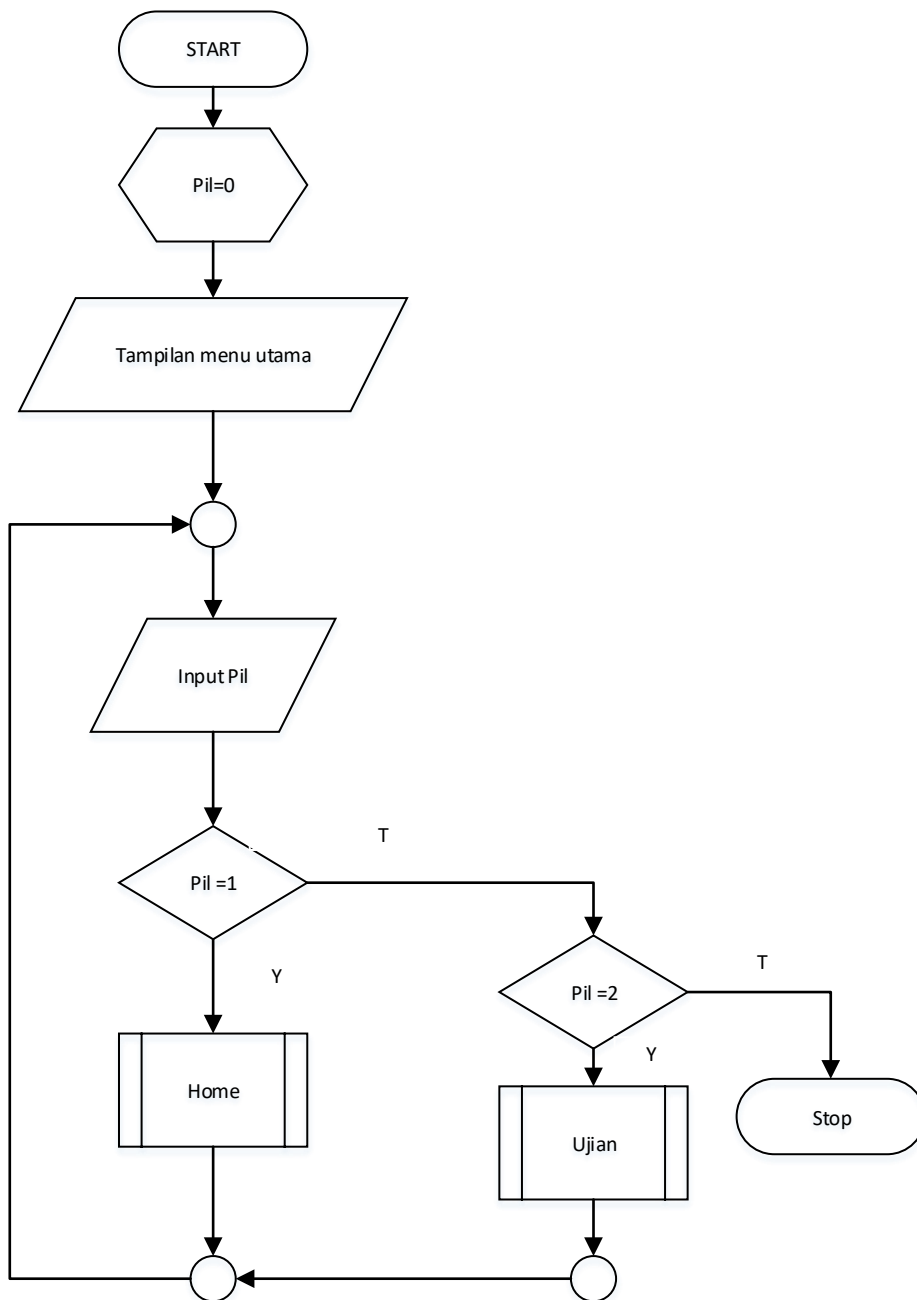 START
Pil=0
Tampilan menu utama
Input Pil
T
Pil =1
Y
T
Pil =2
Y
Home
Stop
Ujian